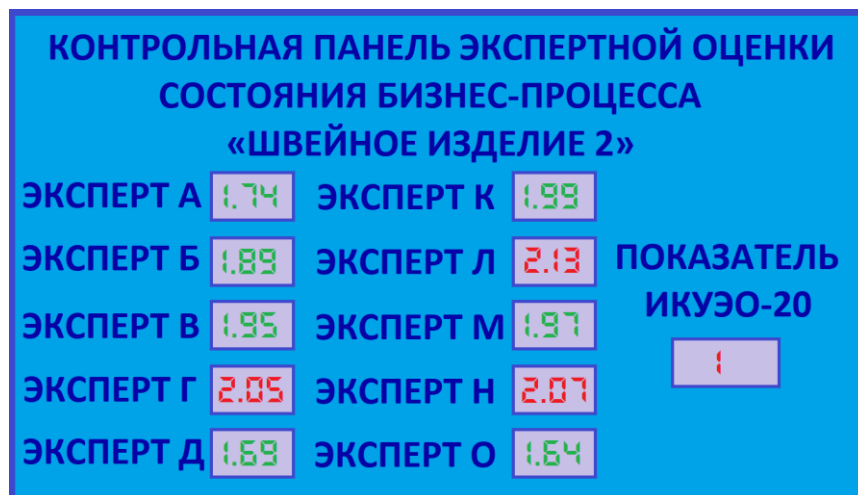 КОНТРОЛЬНАЯ ПАНЕЛЬ ЭКСПЕРТНОЙ ОЦЕНКИ
СОСТОЯНИЯ БИЗНЕС-ПРОЦЕССА
«ШВЕЙНОЕ ИЗДЕЛИЕ 2»
ЭКСПЕРТ А 1.74 ЭКСПЕРТ К 1.99
ЭКСПЕРТ Б 1.89 ЭКСПЕРТ Л 2.13
ЭКСПЕРТ В 1.95 ЭКСПЕРТ М 1.97
ЭКСПЕРТ Г 2.05 ЭКСПЕРТ Н 2.07
ЭКСПЕРТ Д 1.69 ЭКСПЕРТ О 1.64
ПОКАЗАТЕЛЬ
ИКУЭО-20
1